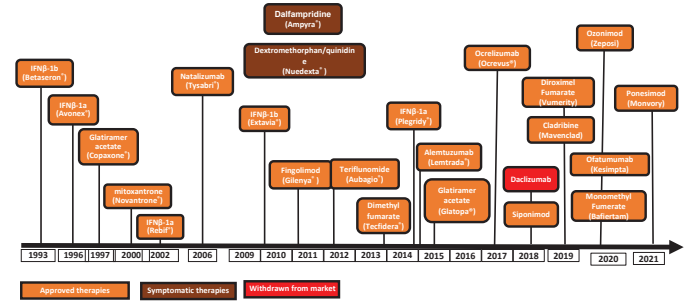 Dalfampridine
(Ampyra®)
Dextromethorphan/quinidin
e
(Nuedexta®)
IFNβ-1b
(Betaseron®)
IFNβ-1a
(Avonex®)
Glatiramer
acetate
(Copaxone®)
mitoxantrone
(Novantrone®)
IFNβ-1a
(Rebif®)
Natalizumab
(Tysabri®)
IFNβ-1b
(Extavia®)
Fingolimod
(Gilenya®)
Teriflunomide
(Aubagio®)
Dimethyl
fumarate
(Tecfidera®)
IFNβ-1a
(Plegridy®)
Alemtuzumab
(Lemtrada®)
Glatiramer
acetate
(Glatopa®)
Ocrelizumab
(Ocrevus®)
Daclizumab
Siponimod
Diroximel
Fumarate
(Vumerity)
Cladribine
(Mavenclad)
Ozonimod
(Zeposi)
Ofatumumab
(Kesimpta)
Monomethyl
Fumerate
(Bafiertam)
Ponesimod
(Monvory)
1993
1996
1997
2000
2002
2006
2009
2010
2011
2012
2013
2014
2015
2016
2017
2018
2019
2020
2021
Approved therapies
Symptomatic therapies
Withdrawn from market